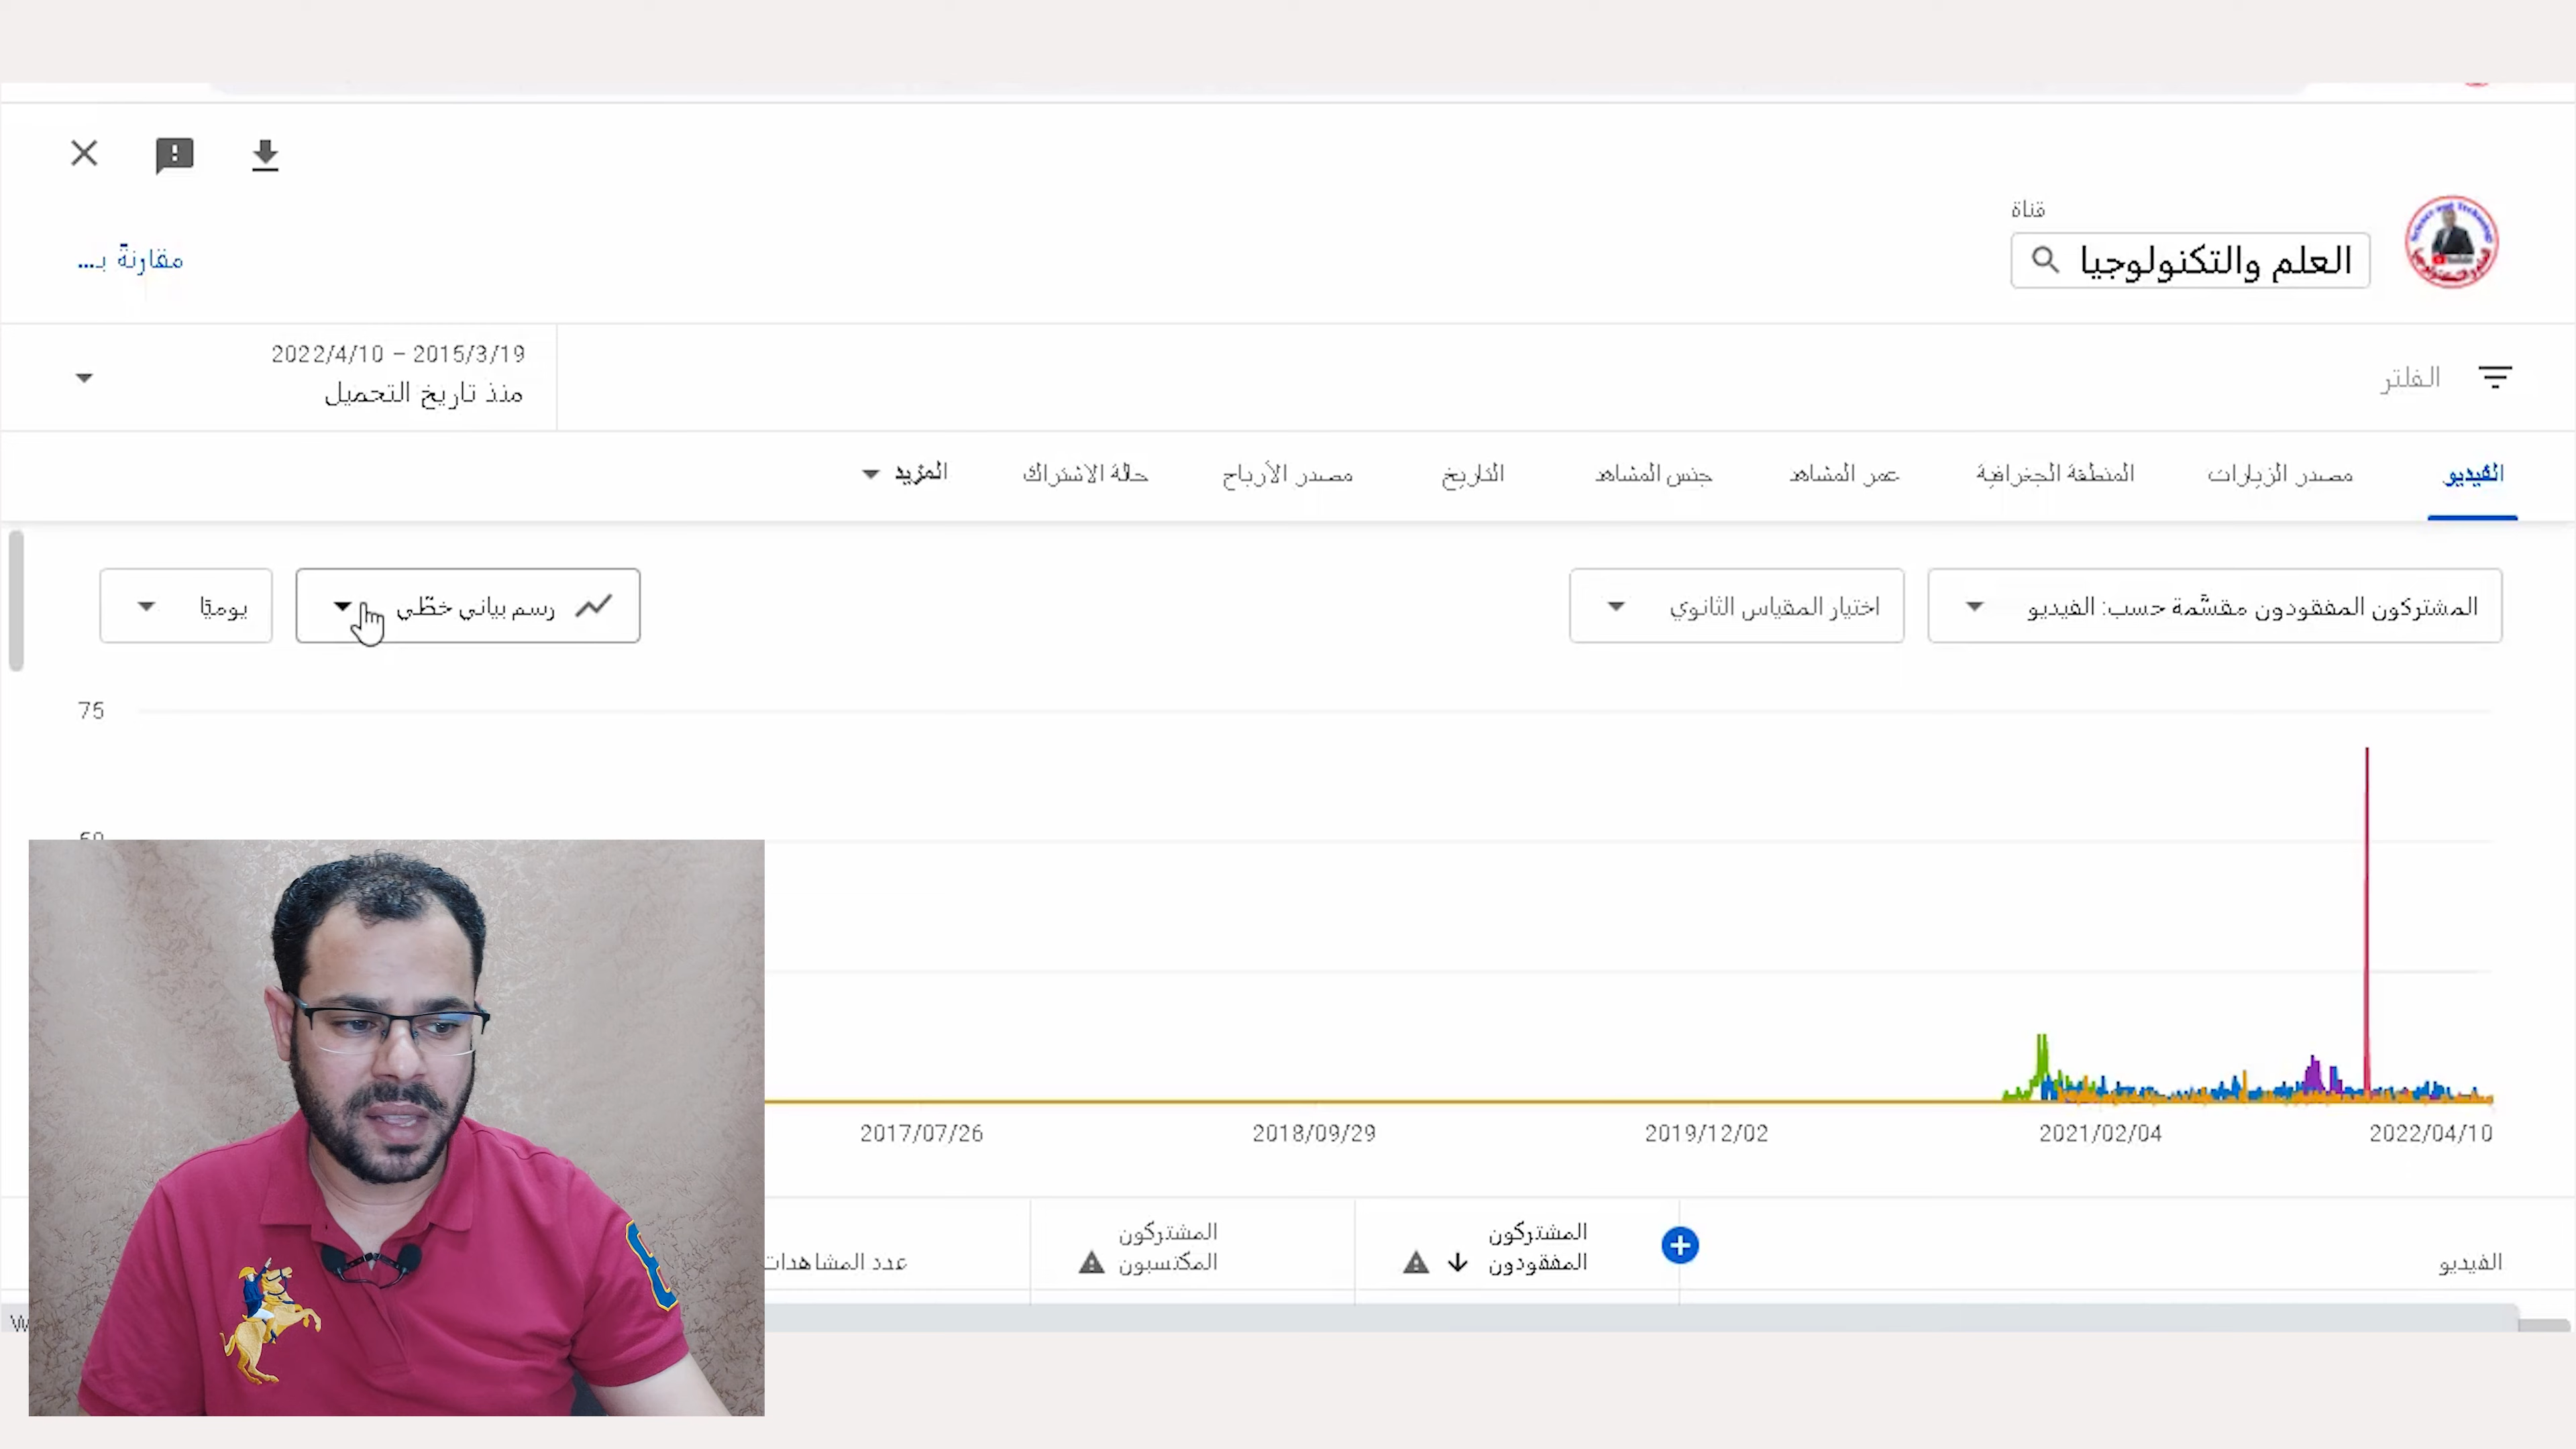 قناة
العلم والتكنولوجيا
مقارنة بـ...
2015/3/19 – 2022/4/10
منذ تاريخ التحميل
الفلتر
الفيديو
مصدر الزيارات
المنطقة الجغرافية
عمر المشاهد
جنس المشاهد
التاريخ
مصدر الأرباح
حالة الاشتراك
المزيد
المشتركون المفقودون مقسَّمة حسب: الفيديو
اختيار المقياس الثانوي
رسم بياني خطّي
يوميًا
75
2017/07/26
2018/09/29
2019/12/02
2021/02/04
2022/04/10
الفيديو
المشتركون
المفقودون
المشتركون
المكتسبون
عدد المشاهدات